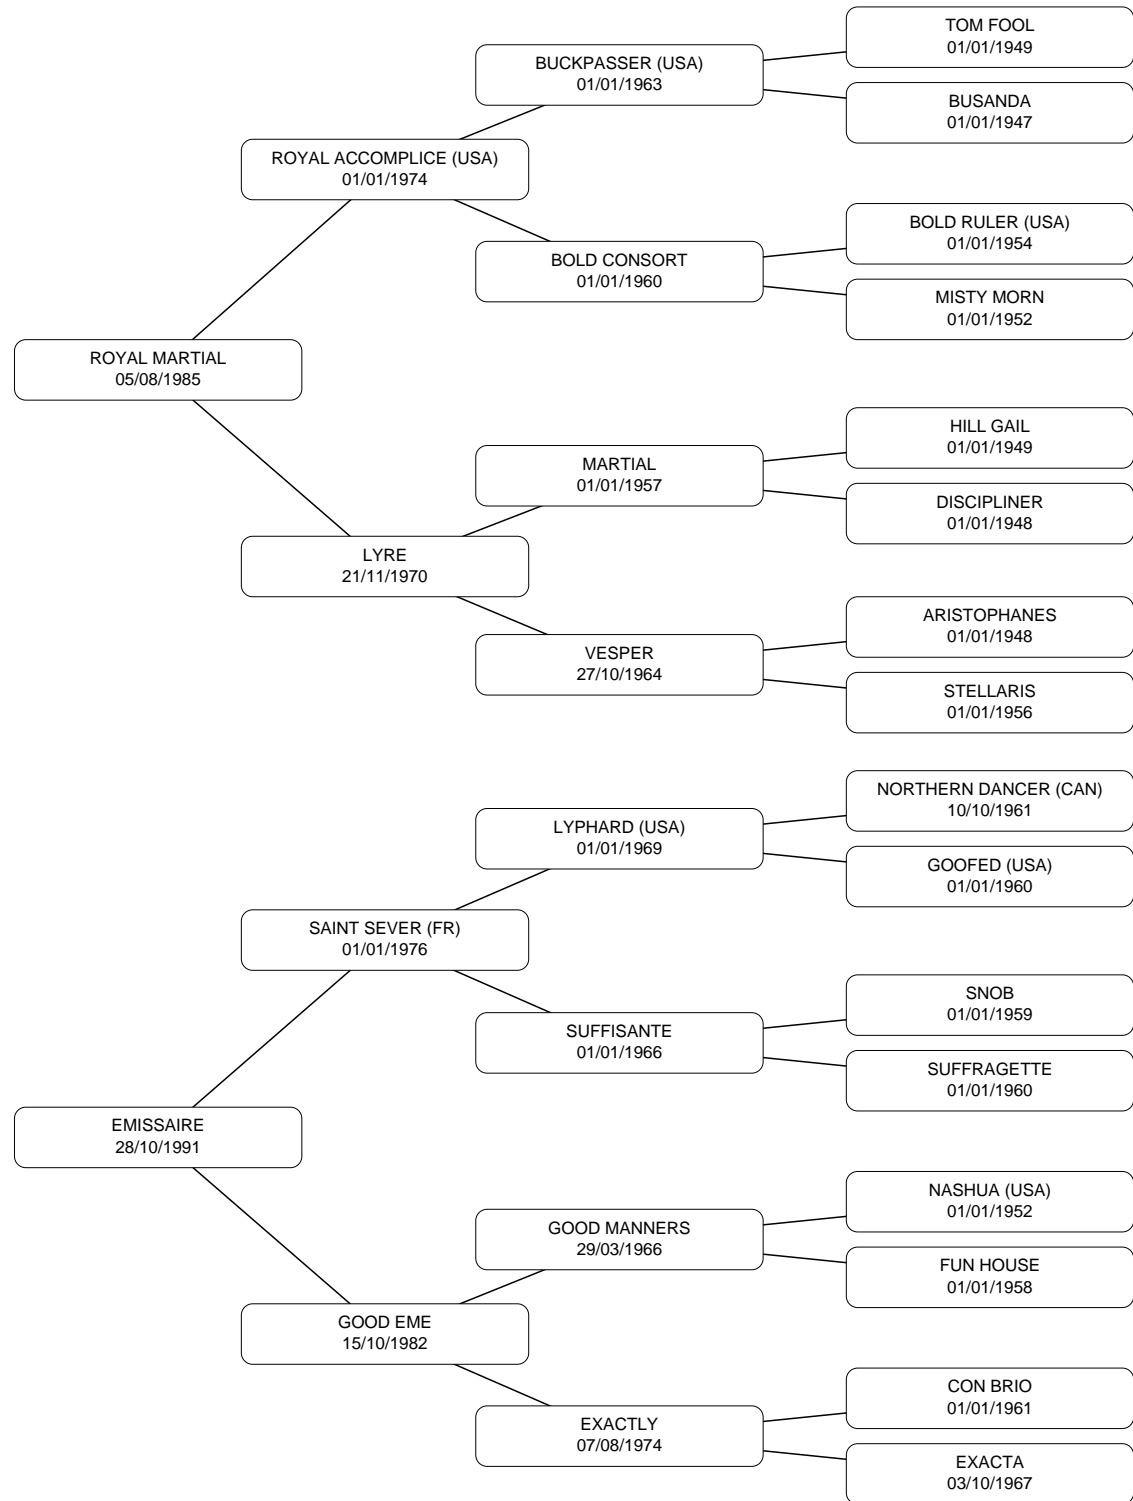 TOM FOOL
01/01/1949
BUCKPASSER (USA)
01/01/1963
BUSANDA
01/01/1947
ROYAL ACCOMPLICE (USA)
01/01/1974
BOLD RULER (USA)
01/01/1954
BOLD CONSORT
01/01/1960
MISTY MORN
01/01/1952
ROYAL MARTIAL
05/08/1985
HILL GAIL
01/01/1949
MARTIAL
01/01/1957
DISCIPLINER
01/01/1948
LYRE
21/11/1970
ARISTOPHANES
01/01/1948
VESPER
27/10/1964
STELLARIS
01/01/1956
NORTHERN DANCER (CAN)
10/10/1961
LYPHARD (USA)
01/01/1969
GOOFED (USA)
01/01/1960
SAINT SEVER (FR)
01/01/1976
SNOB
01/01/1959
SUFFISANTE
01/01/1966
SUFFRAGETTE
01/01/1960
EMISSAIRE
28/10/1991
NASHUA (USA)
01/01/1952
GOOD MANNERS
29/03/1966
FUN HOUSE
01/01/1958
GOOD EME
15/10/1982
CON BRIO
01/01/1961
EXACTLY
07/08/1974
EXACTA
03/10/1967